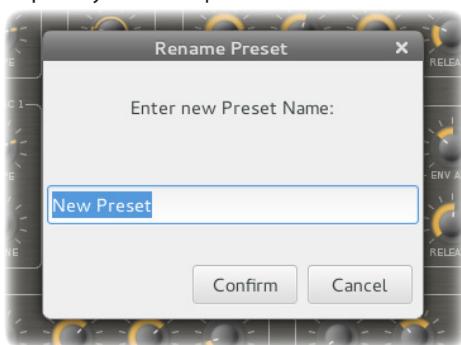 Rename Preset
RELEA
Enter new Preset Name:
ENV A
New Preset
RELEA
Confirm Cancel